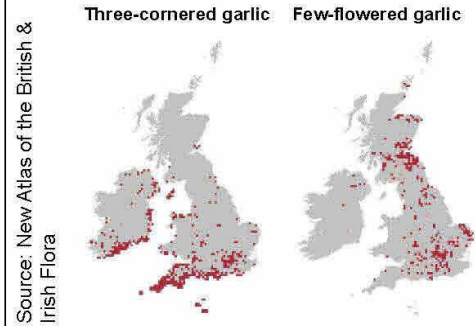 Three-cornered garlic
Few-flowered garlic
Source: New Atlas of the British &
Irish Flora